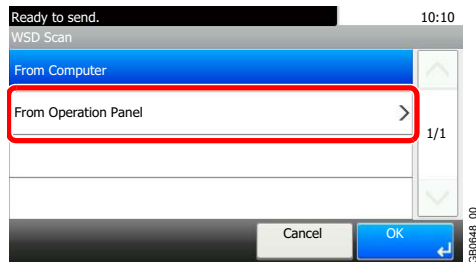 Ready to send. 10:10
WSD Scan
From Computer
From Operation Panel
1/1
Cancel OK
GB0648_00